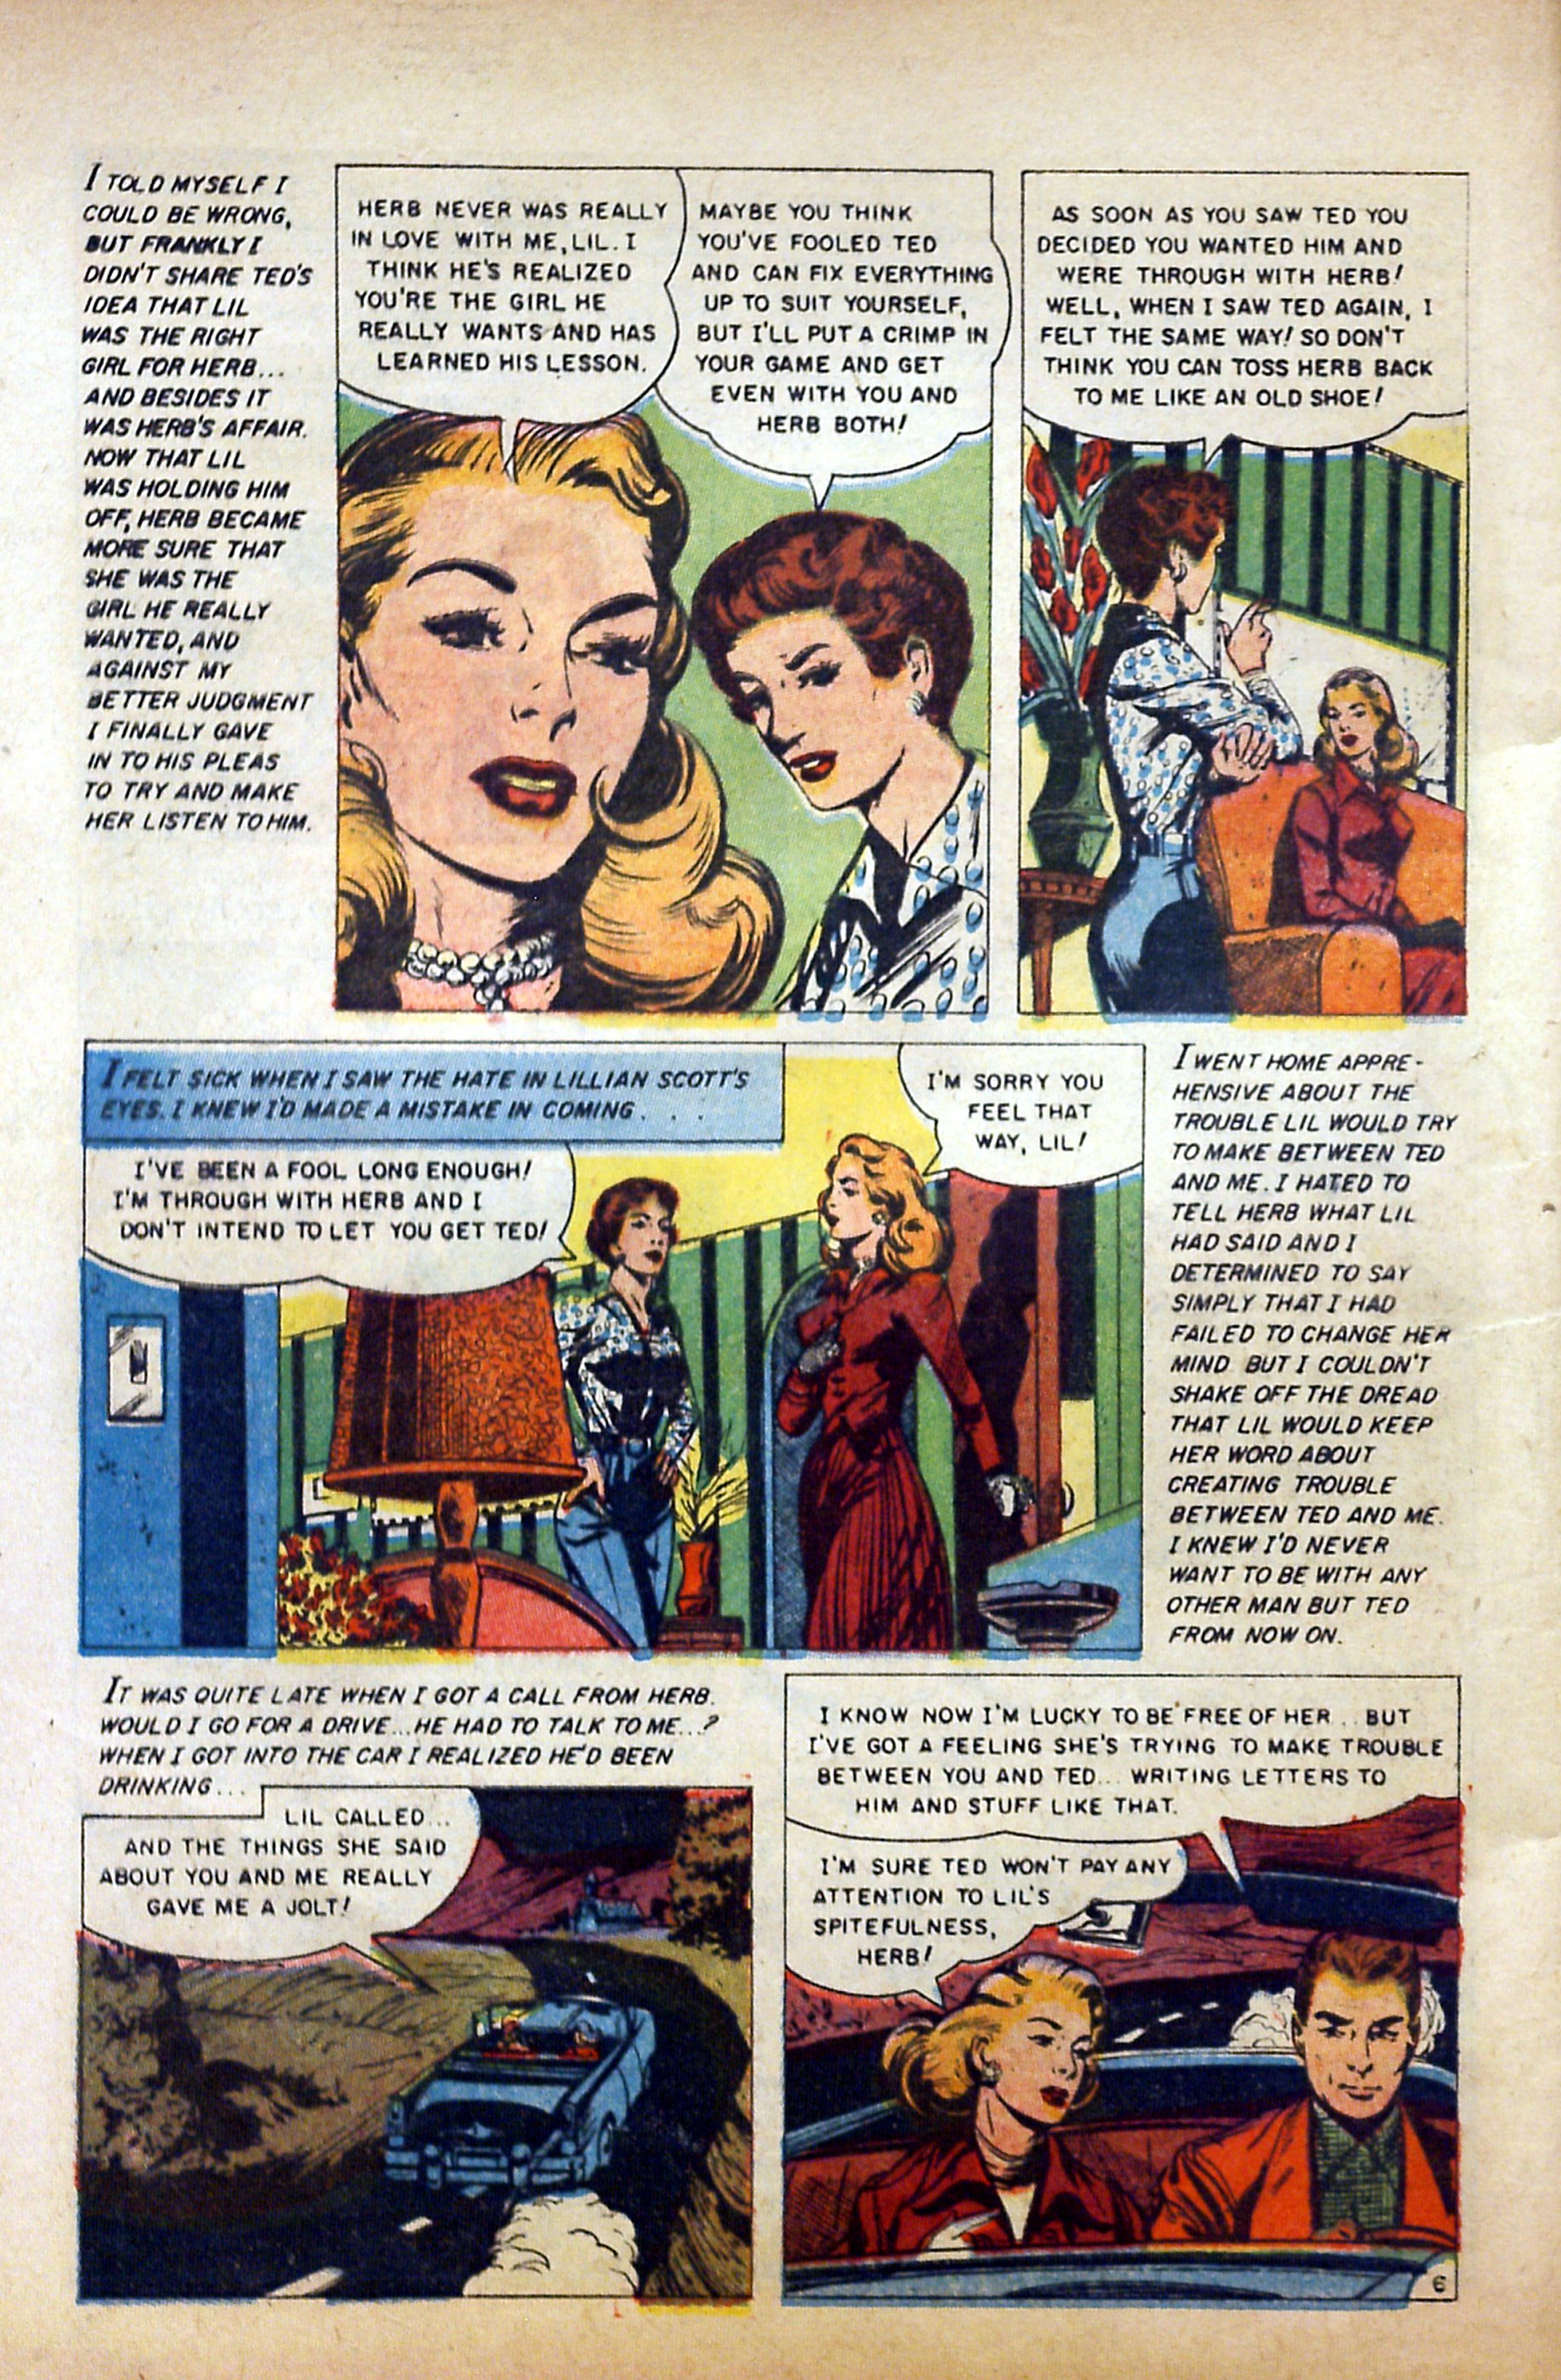 I TOLD MYSELF I
COULD BE WRONG,
BUT FRANKLY I
DIDN'T SHARE TED'S
IDEA THAT LIL
WAS THE RIGHT
GIRL FOR HERB...
AND BESIDES IT
WAS HERB'S AFFAIR.
NOW THAT LIL
WAS HOLDING HIM
OFF, HERB BECAME
MORE SURE THAT
SHE WAS THE
GIRL HE REALLY
WANTED, AND
AGAINST MY
BETTER JUDGMENT
I FINALLY GAVE
IN TO HIS PLEAS
TO TRY AND MAKE
HER LISTEN TO HIM.
HERB NEVER WAS REALLY
IN LOVE WITH ME, LIL. I
THINK HE'S REALIZED
YOU'RE THE GIRL HE
REALLY WANTS AND HAS
LEARNED HIS LESSON.
MAYBE YOU THINK
YOU'VE FOOLED TED
AND CAN FIX EVERYTHING
UP TO SUIT YOURSELF,
BUT I'LL PUT A CRIMP IN
YOUR GAME AND GET
EVEN WITH YOU AND
HERB BOTH!
AS SOON AS YOU SAW TED YOU
DECIDED YOU WANTED HIM AND
WERE THROUGH WITH HERB!
WELL, WHEN I SAW TED AGAIN, I
FELT THE SAME WAY! SO DON'T
THINK YOU CAN TOSS HERB BACK
TO ME LIKE AN OLD SHOE!
I FELT SICK WHEN I SAW THE HATE IN LILLIAN SCOTT'S
EYES. I KNEW I'D MADE A MISTAKE IN COMING . . .
I'VE BEEN A FOOL LONG ENOUGH!
I'M THROUGH WITH HERB AND I
DON'T INTEND TO LET YOU GET TED!
I'M SORRY YOU
FEEL THAT
WAY, LIL!
I WENT HOME APPRE-
HENSIVE ABOUT THE
TROUBLE LIL WOULD TRY
TO MAKE BETWEEN TED
AND ME. I HATED TO
TELL HERB WHAT LIL
HAD SAID AND I
DETERMINED TO SAY
SIMPLY THAT I HAD
FAILED TO CHANGE HER
MIND BUT I COULDN'T
SHAKE OFF THE DREAD
THAT LIL WOULD KEEP
HER WORD ABOUT
CREATING TROUBLE
BETWEEN TED AND ME.
I KNEW I'D NEVER
WANT TO BE WITH ANY
OTHER MAN BUT TED
FROM NOW ON.
IT WAS QUITE LATE WHEN I GOT A CALL FROM HERB.
WOULD I GO FOR A DRIVE...HE HAD TO TALK TO ME...?
WHEN I GOT INTO THE CAR I REALIZED HE'D BEEN
DRINKING...
LIL CALLED...
AND THE THINGS SHE SAID
ABOUT YOU AND ME REALLY
GAVE ME A JOLT!
I KNOW NOW I'M LUCKY TO BE FREE OF HER... BUT
I'VE GOT A FEELING SHE'S TRYING TO MAKE TROUBLE
BETWEEN YOU AND TED... WRITING LETTERS TO
HIM AND STUFF LIKE THAT.
I'M SURE TED WON'T PAY ANY
ATTENTION TO LIL'S
SPITEFULNESS,
HERB!
6